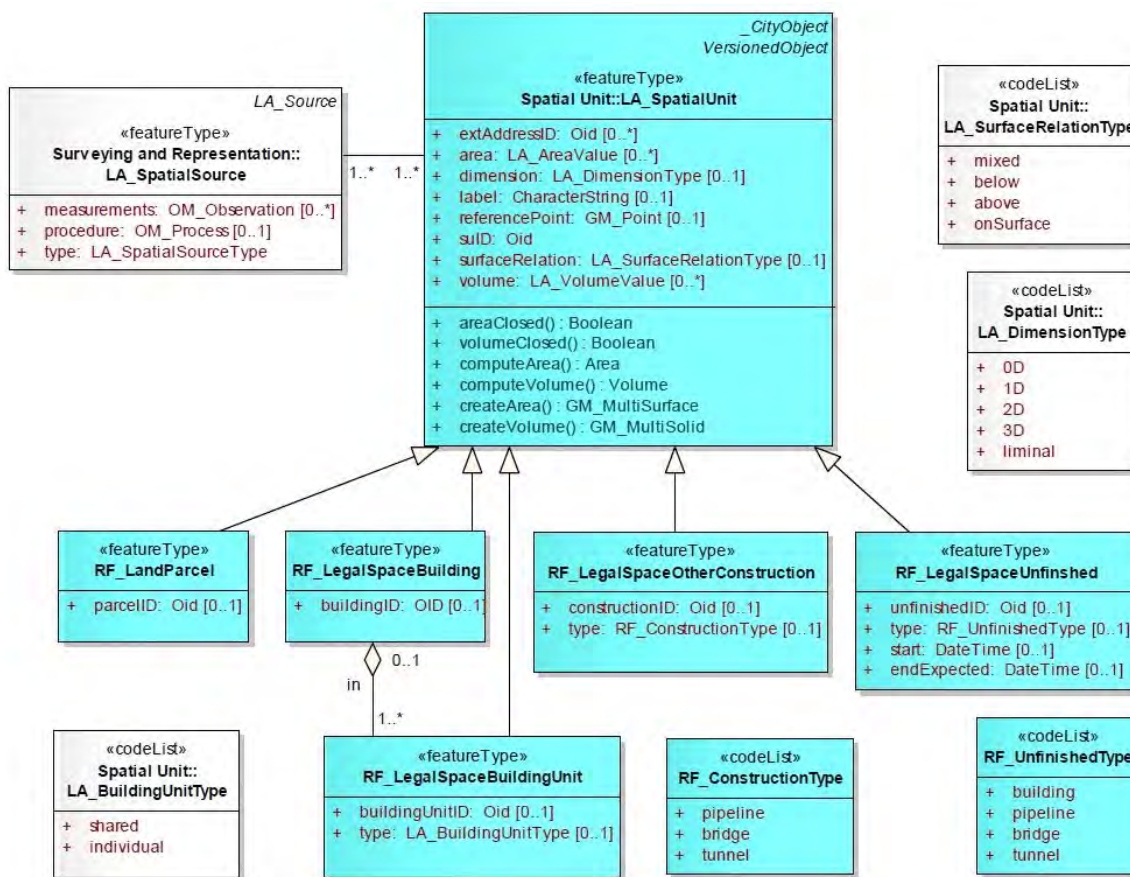 _CityObject
VersionedObject
«featureType»
Spatial Unit::LA_SpatialUnit
+ extAddressID: Oid [0..*]
+ area: LA_AreaValue [0..*]
+ dimension: LA_DimensionType [0..1]
+ label: CharacterString [0..1]
+ referencePoint: GM_Point [0..1]
+ suID: Oid
+ surfaceRelation: LA_SurfaceRelationType [0..1]
+ volume: LA_VolumeValue [0..*]
+ areaClosed() : Boolean
+ volumeClosed() : Boolean
+ computeArea() : Area
+ computeVolume() : Volume
+ createArea() : GM_MultiSurface
+ createVolume() : GM_MultiSolid
LA_Source
«featureType»
Surveying and Representation::
LA_SpatialSource
+ measurements: OM_Observation [0..*]
+ procedure: OM_Process [0..1]
+ type: LA_SpatialSourceType
1..* 1..*
«codeList»
Spatial Unit::
LA_SurfaceRelationType
+ mixed
+ below
+ above
+ onSurface
«codeList»
Spatial Unit::
LA_DimensionType
+ 0D
+ 1D
+ 2D
+ 3D
+ liminal
«featureType»
RF_LandParcel
+ parcelID: Oid [0..1]
«featureType»
RF_LegalSpaceBuilding
+ buildingID: OID [0..1]
«featureType»
RF_LegalSpaceOtherConstruction
+ constructionID: Oid [0..1]
+ type: RF_ConstructionType [0..1]
«featureType»
RF_LegalSpaceUnfinshed
+ unfinishedID: Oid [0..1]
+ type: RF_UnfinishedType [0..1]
+ start: DateTime [0..1]
+ endExpected: DateTime [0..1]
0..1
in
1..*
«codeList»
Spatial Unit::
LA_BuildingUnitType
+ shared
+ individual
«featureType»
RF_LegalSpaceBuildingUnit
+ buildingUnitID: Oid [0..1]
+ type: LA_BuildingUnitType [0..1]
«codeList»
RF_ConstructionType
+ pipeline
+ bridge
+ tunnel
«codeList»
RF_UnfinishedType
+ building
+ pipeline
+ bridge
+ tunnel